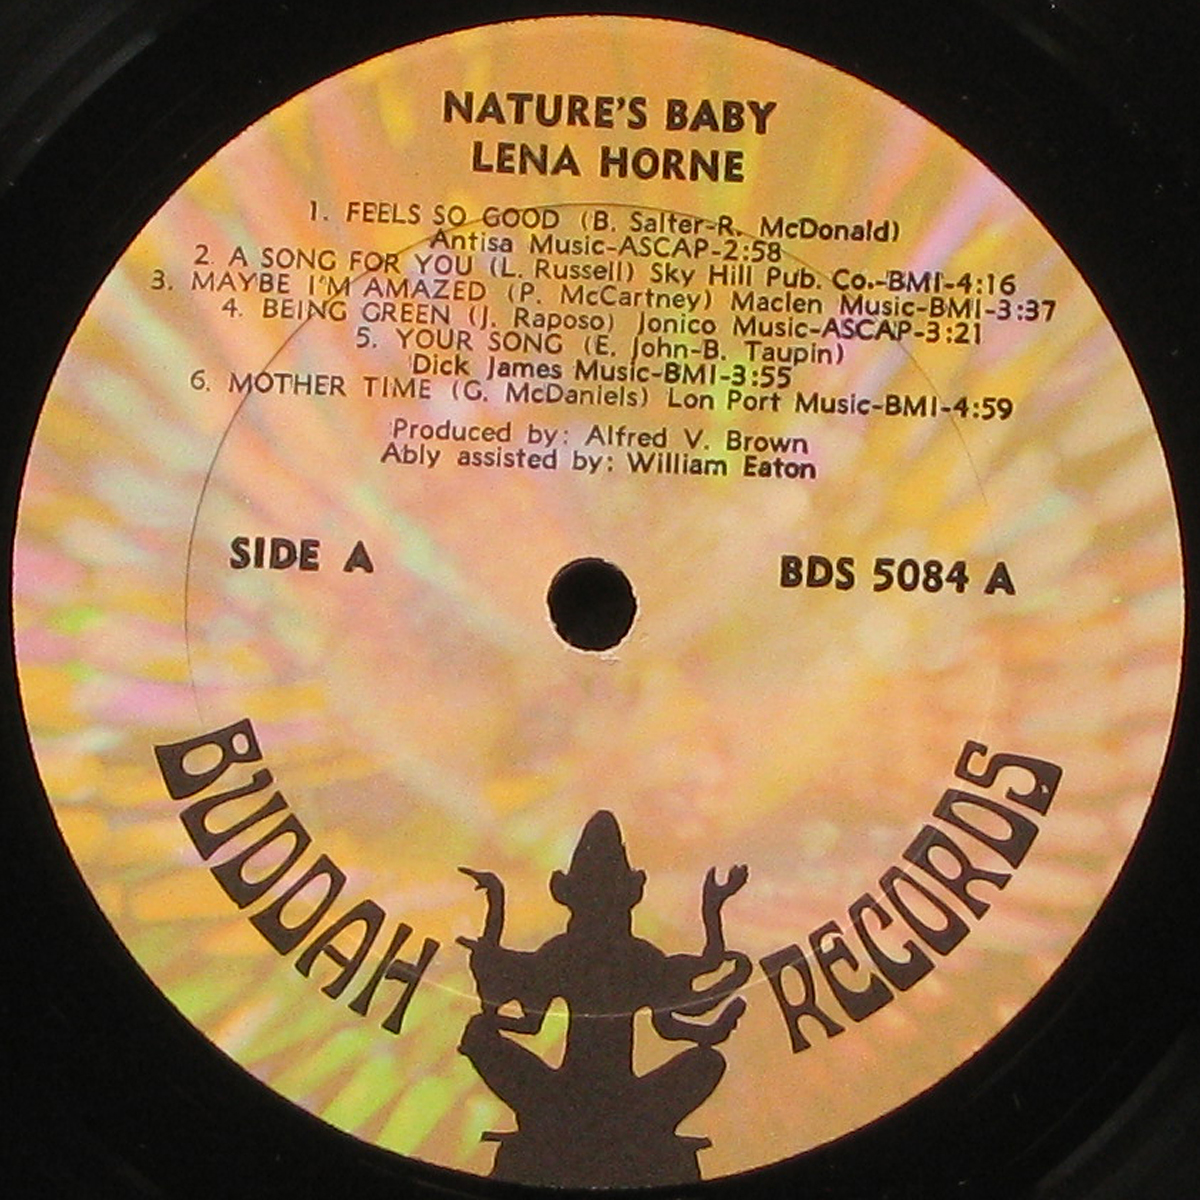 NATURE'S BABY
LENA HORNE
1. FEELS SO GOOD (B. Salter-R. McDonald)
Antisa Music-ASCAP-2:58
2. A SONG FOR YOU (L. Russell) Sky Hill Pub. Co.-BMI-4:16
3. MAYBE I'M AMAZED (P. McCartney) Maclen Music-BMI-3:37
4. BEING GREEN (J. Raposo) Jonico Music-ASCAP-3:21
5. YOUR SONG (E. John-B. Taupin)
Dick James Music-BMI-3:55
6. MOTHER TIME (G. McDaniels) Lon Port Music-BMI-4:59
Produced by: Alfred V. Brown
Ably assisted by: William Eaton
SIDE A
BDS 5084 A
BUDDAH RECORDS